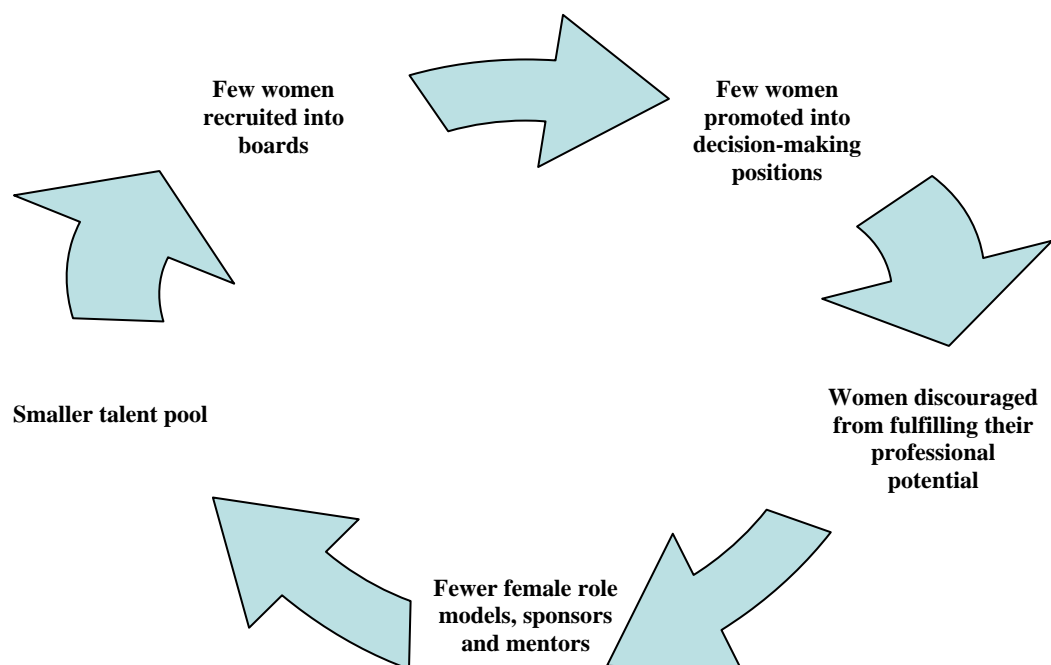 Few women
recruited into
boards
Few women
promoted into
decision-making
positions
Women discouraged
from fulfilling their
professional
potential
Fewer female role
models, sponsors
and mentors
Smaller talent pool